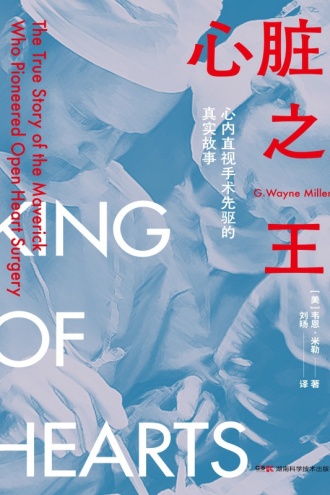 心脏之王
The True Story of the Maverick
Who Pioneered Open Heart Surgery
心内直视手术先驱的
真实故事
G.Wayne Miller
KING
OF
HEARTS
[美]韦恩·米勒——著
刘旸——译
湖南科学技术出版社